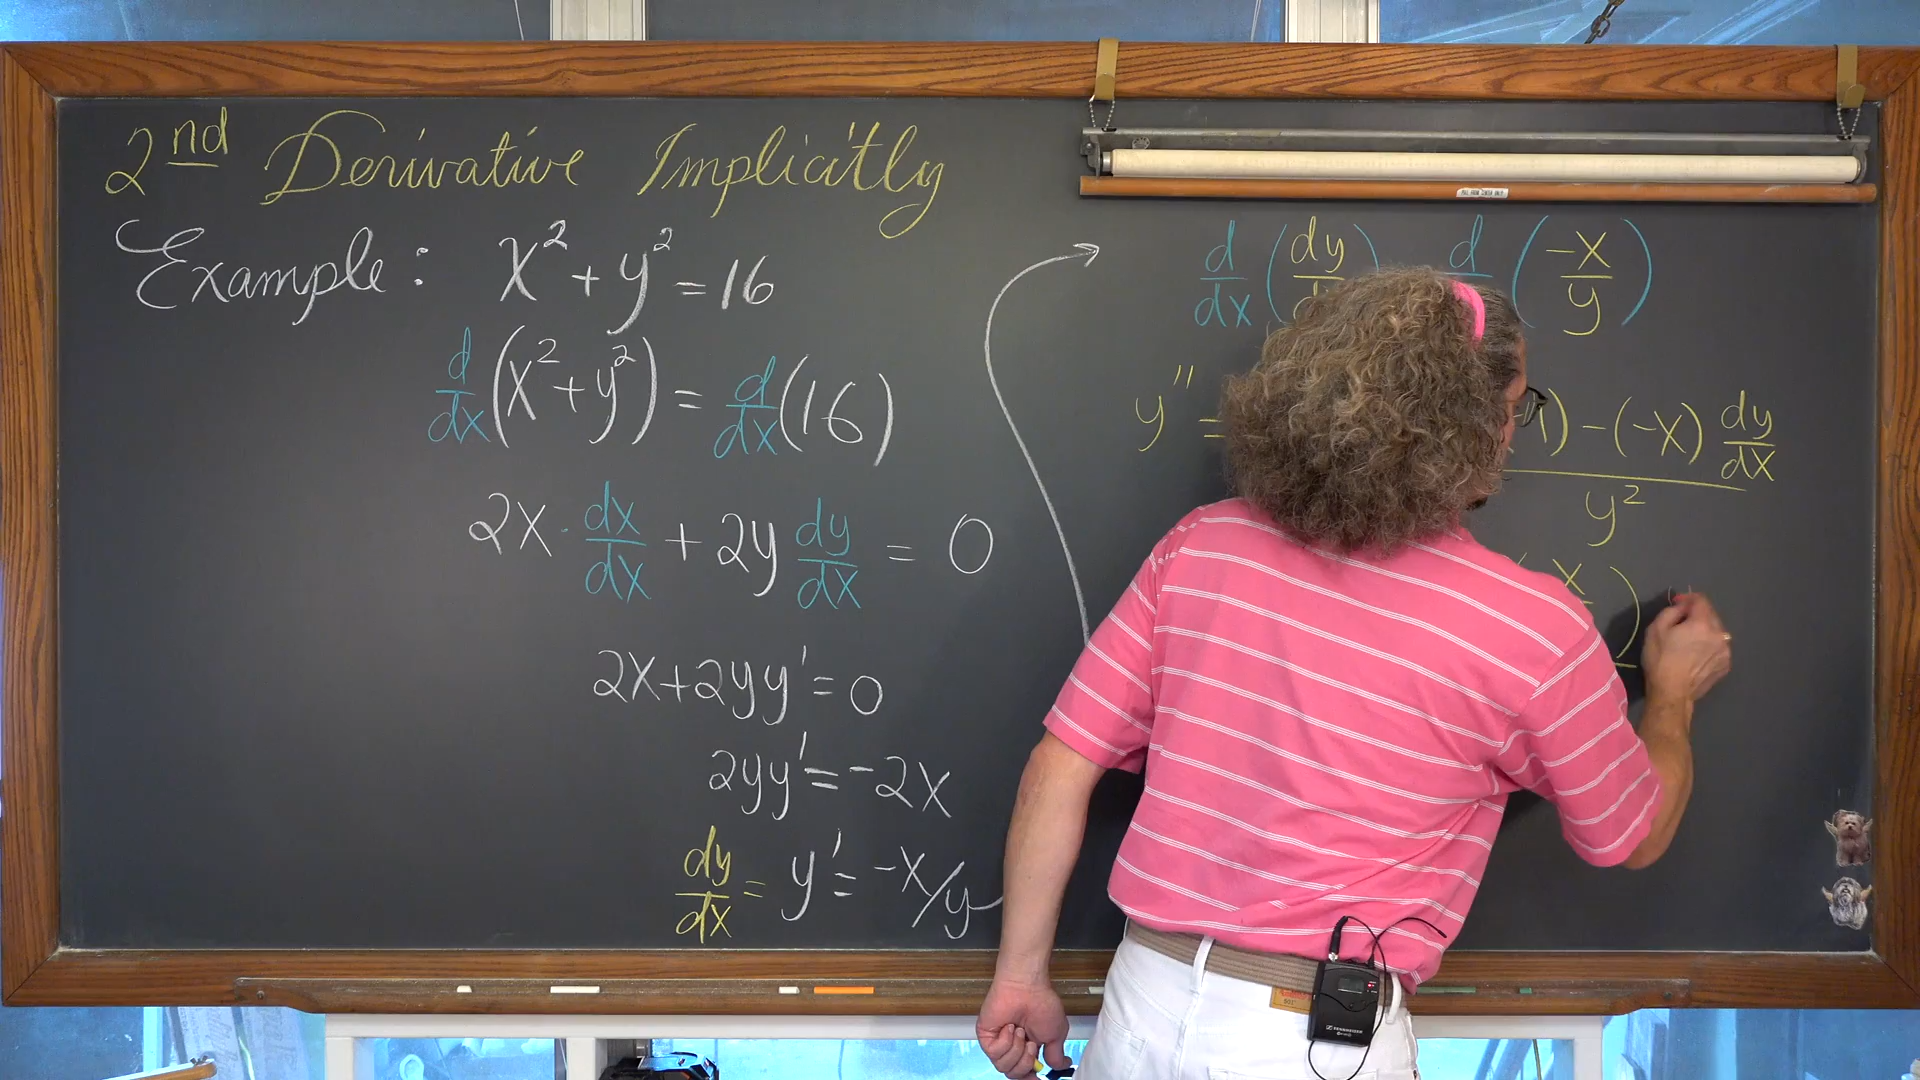 2nd Derivative Implicitly
Example: x² + y² = 16
d/dx (x² + y²) = d/dx (16)
2x · dx/dx + 2y dy/dx = 0
2x + 2yy' = 0
2yy' = -2x
dy/dx = y' = -x/y
d/dx (dy/ d (-x/y)
y'' = 1) - (-x) dy/dx
y²
x )